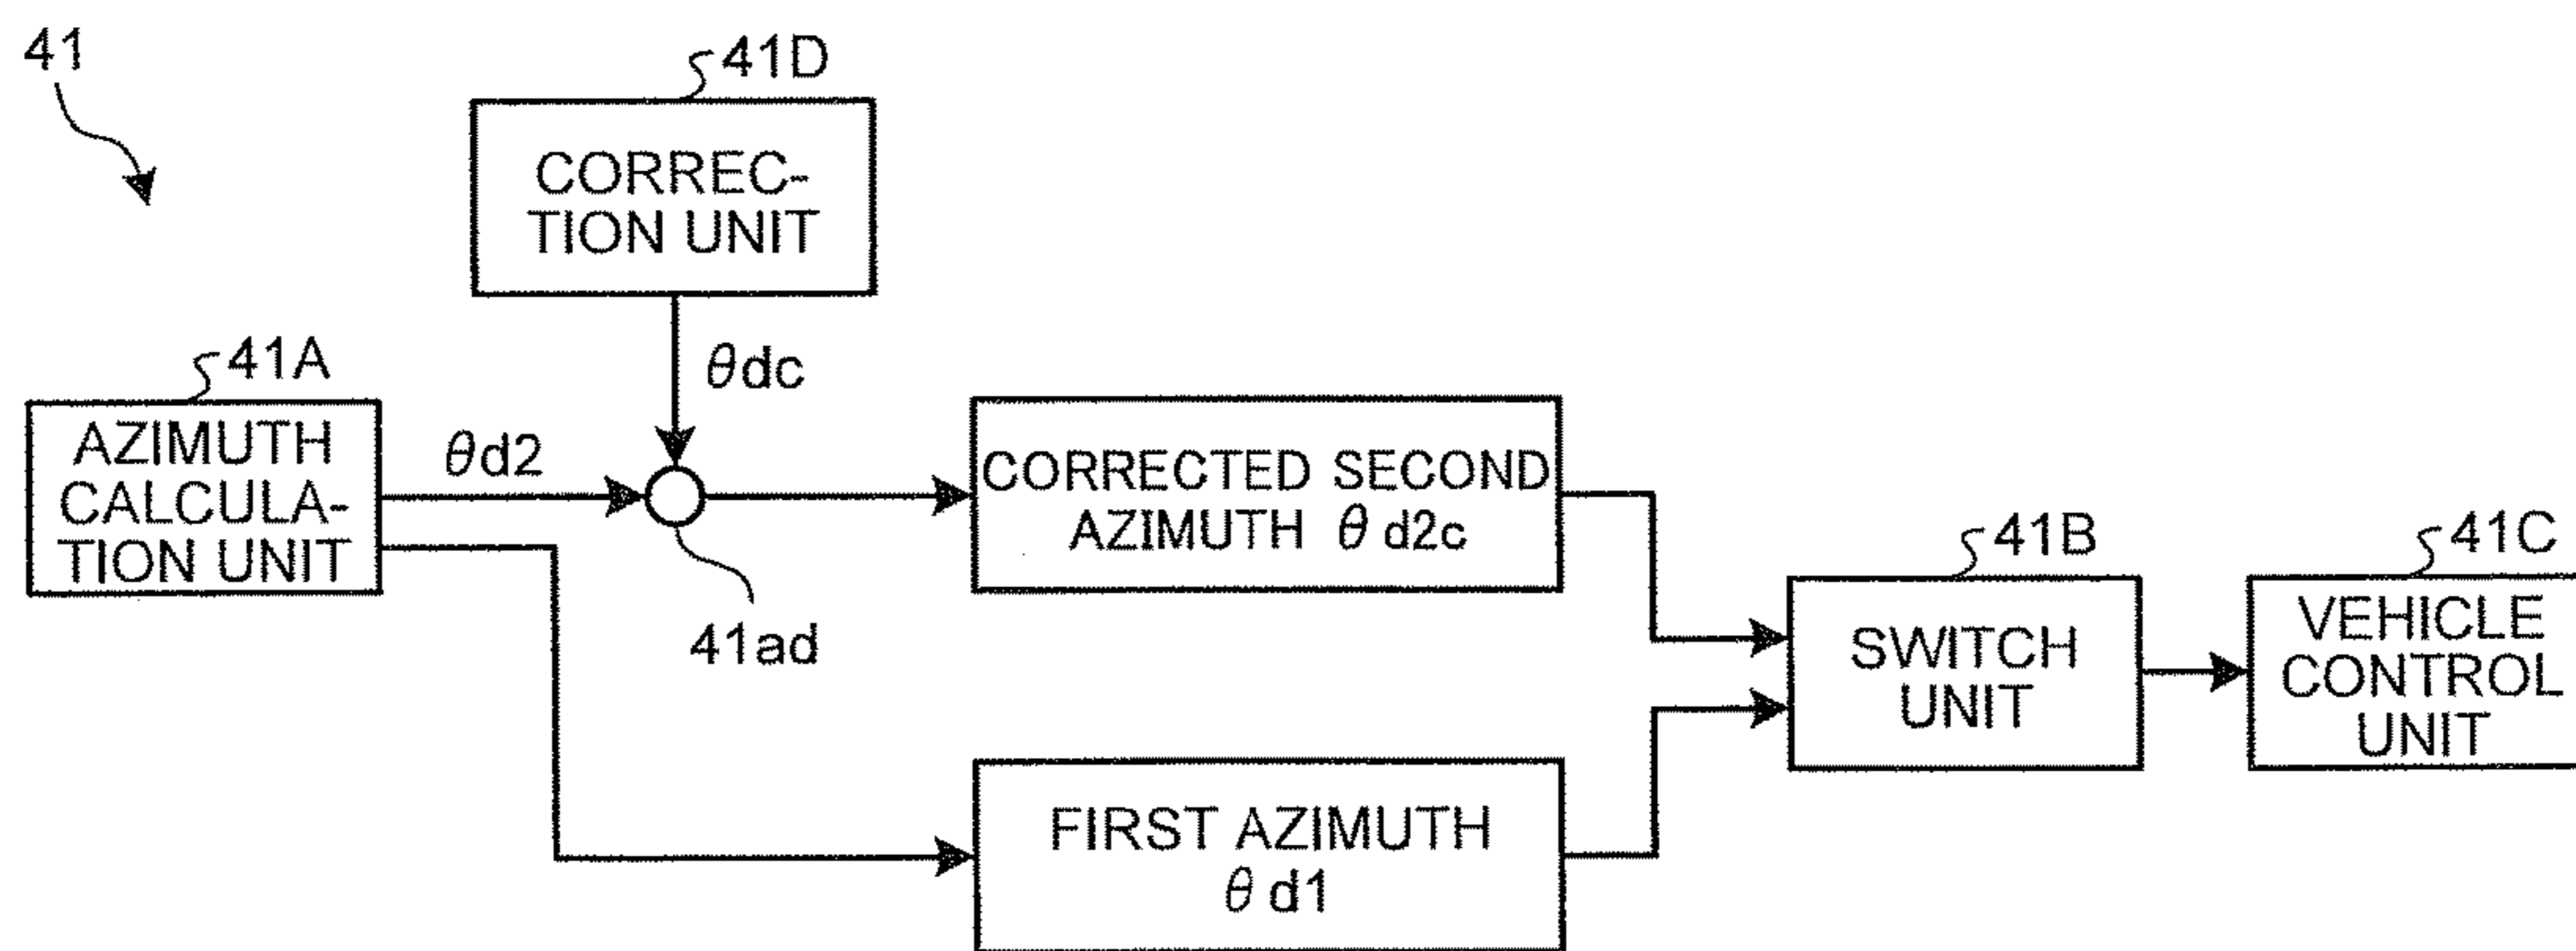 41
41D
CORREC-
TION UNIT
41A
θdc
AZIMUTH
CALCULA-
TION UNIT
θd2
41ad
CORRECTED SECOND
AZIMUTH θd2c
FIRST AZIMUTH
θd1
41B
SWITCH
UNIT
41C
VEHICLE
CONTROL
UNIT